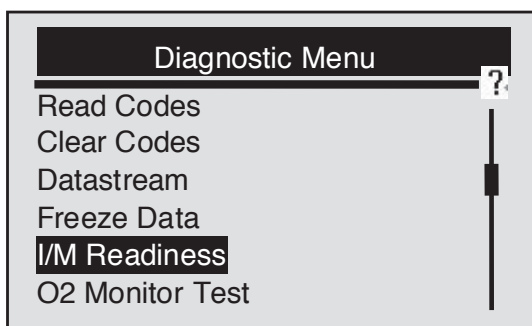 Diagnostic Menu
?
Read Codes
Clear Codes
Datastream
Freeze Data
I/M Readiness
O2 Monitor Test